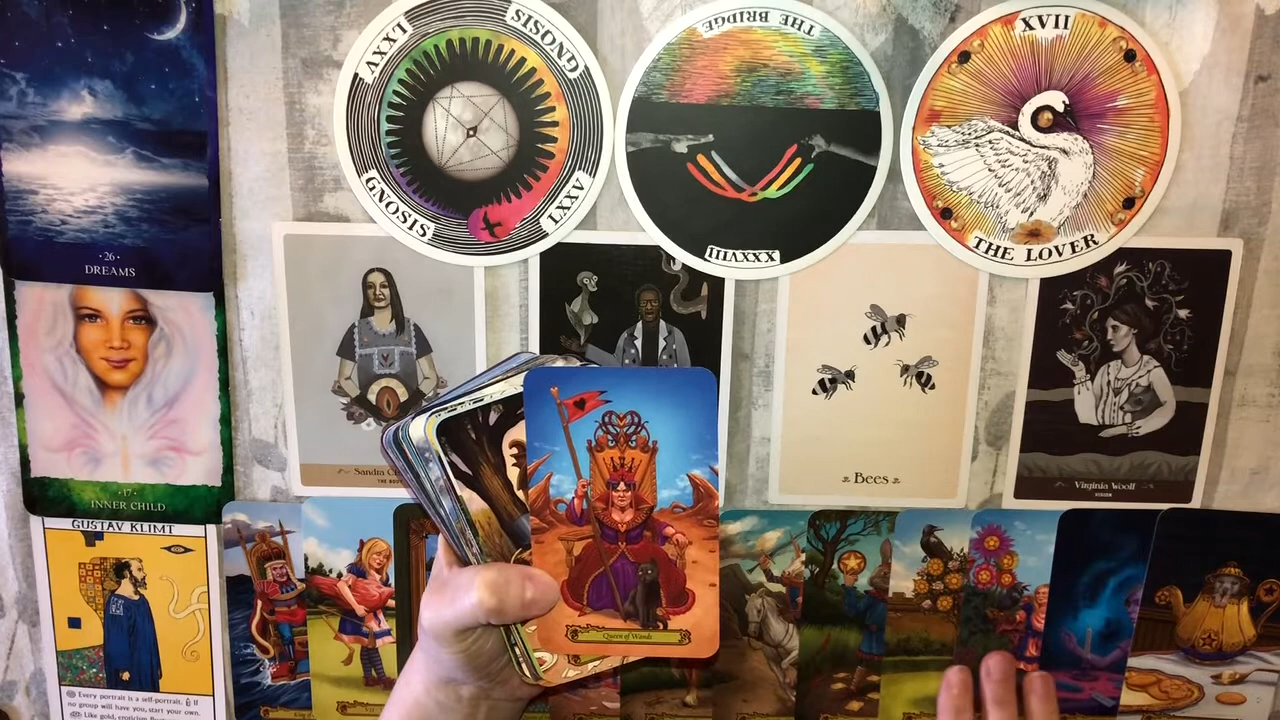 LXXV
GNOSIS
GNOSIS
LXXV
THE BRIDGE
XXXVIII
XVII
THE LOVER
·26·
DREAMS
·17·
INNER CHILD
Sandra
Bees
Virginia Woolf
VISION
GUSTAV KLIMT
Every portrait is a self-portrait. If
no group will have you, start your own.
Like gold, eroticism
Queen of Wands
King of